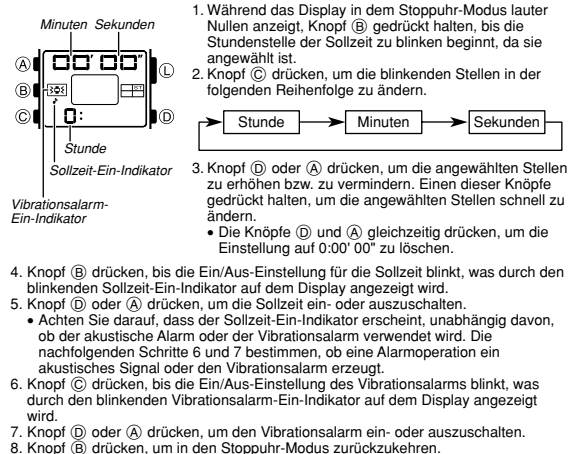 Minuten Sekunden
A
B
C
L
D
00' 00"
0:
Stunde
Sollzeit-Ein-Indikator
Vibrationsalarm-
Ein-Indikator
1. Während das Display in dem Stoppuhr-Modus lauter
Nullen anzeigt, Knopf Ⓑ gedrückt halten, bis die
Stundenstelle der Sollzeit zu blinken beginnt, da sie
angewählt ist.
2. Knopf Ⓒ drücken, um die blinkenden Stellen in der
folgenden Reihenfolge zu ändern.
Stunde Minuten Sekunden
3. Knopf Ⓓ oder Ⓐ drücken, um die angewählten Stellen
zu erhöhen bzw. zu vermindern. Einen dieser Knöpfe
gedrückt halten, um die angewählten Stellen schnell zu
ändern.
• Die Knöpfe Ⓓ und Ⓐ gleichzeitig drücken, um die
Einstellung auf 0:00' 00" zu löschen.
4. Knopf Ⓑ drücken, bis die Ein/Aus-Einstellung für die Sollzeit blinkt, was durch den
blinkenden Sollzeit-Ein-Indikator auf dem Display angezeigt wird.
5. Knopf Ⓓ oder Ⓐ drücken, um die Sollzeit ein- oder auszuschalten.
• Achten Sie darauf, dass der Sollzeit-Ein-Indikator erscheint, unabhängig davon,
ob der akustische Alarm oder der Vibrationsalarm verwendet wird. Die
nachfolgenden Schritte 6 und 7 bestimmen, ob eine Alarmoperation ein
akustisches Signal oder den Vibrationsalarm erzeugt.
6. Knopf Ⓒ drücken, bis die Ein/Aus-Einstellung des Vibrationsalarms blinkt, was
durch den blinkenden Vibrationsalarm-Ein-Indikator auf dem Display angezeigt
wird.
7. Knopf Ⓓ oder Ⓐ drücken, um den Vibrationsalarm ein- oder auszuschalten.
8. Knopf Ⓑ drücken, um in den Stoppuhr-Modus zurückzukehren.